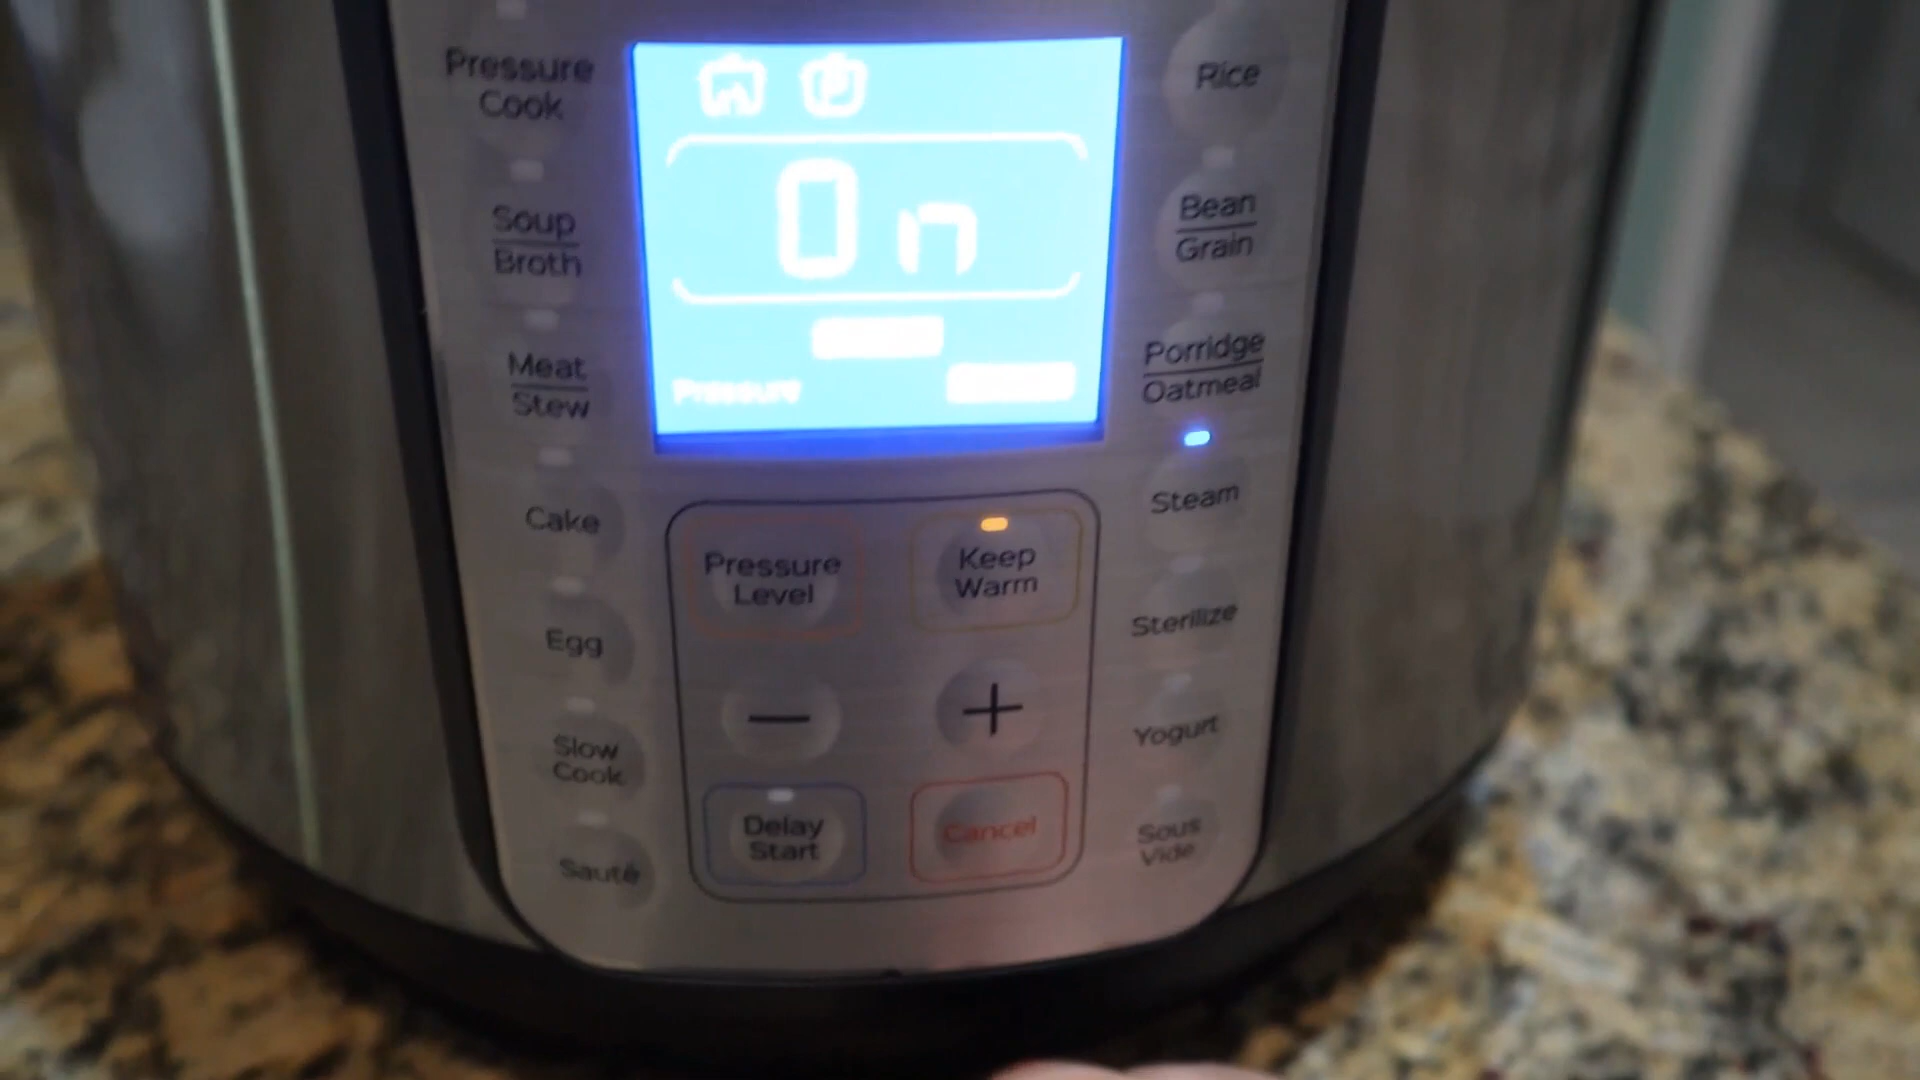 Pressure
Cook
Soup
Broth
Meat
Stew
Cake
Egg
Slow
Cook
Sauté
On
Pressure
Pressure
Level
Keep
Warm
−
+
Delay
Start
Cancel
Rice
Bean
Grain
Porridge
Oatmeal
Steam
Sterilize
Yogurt
Sous
Vide